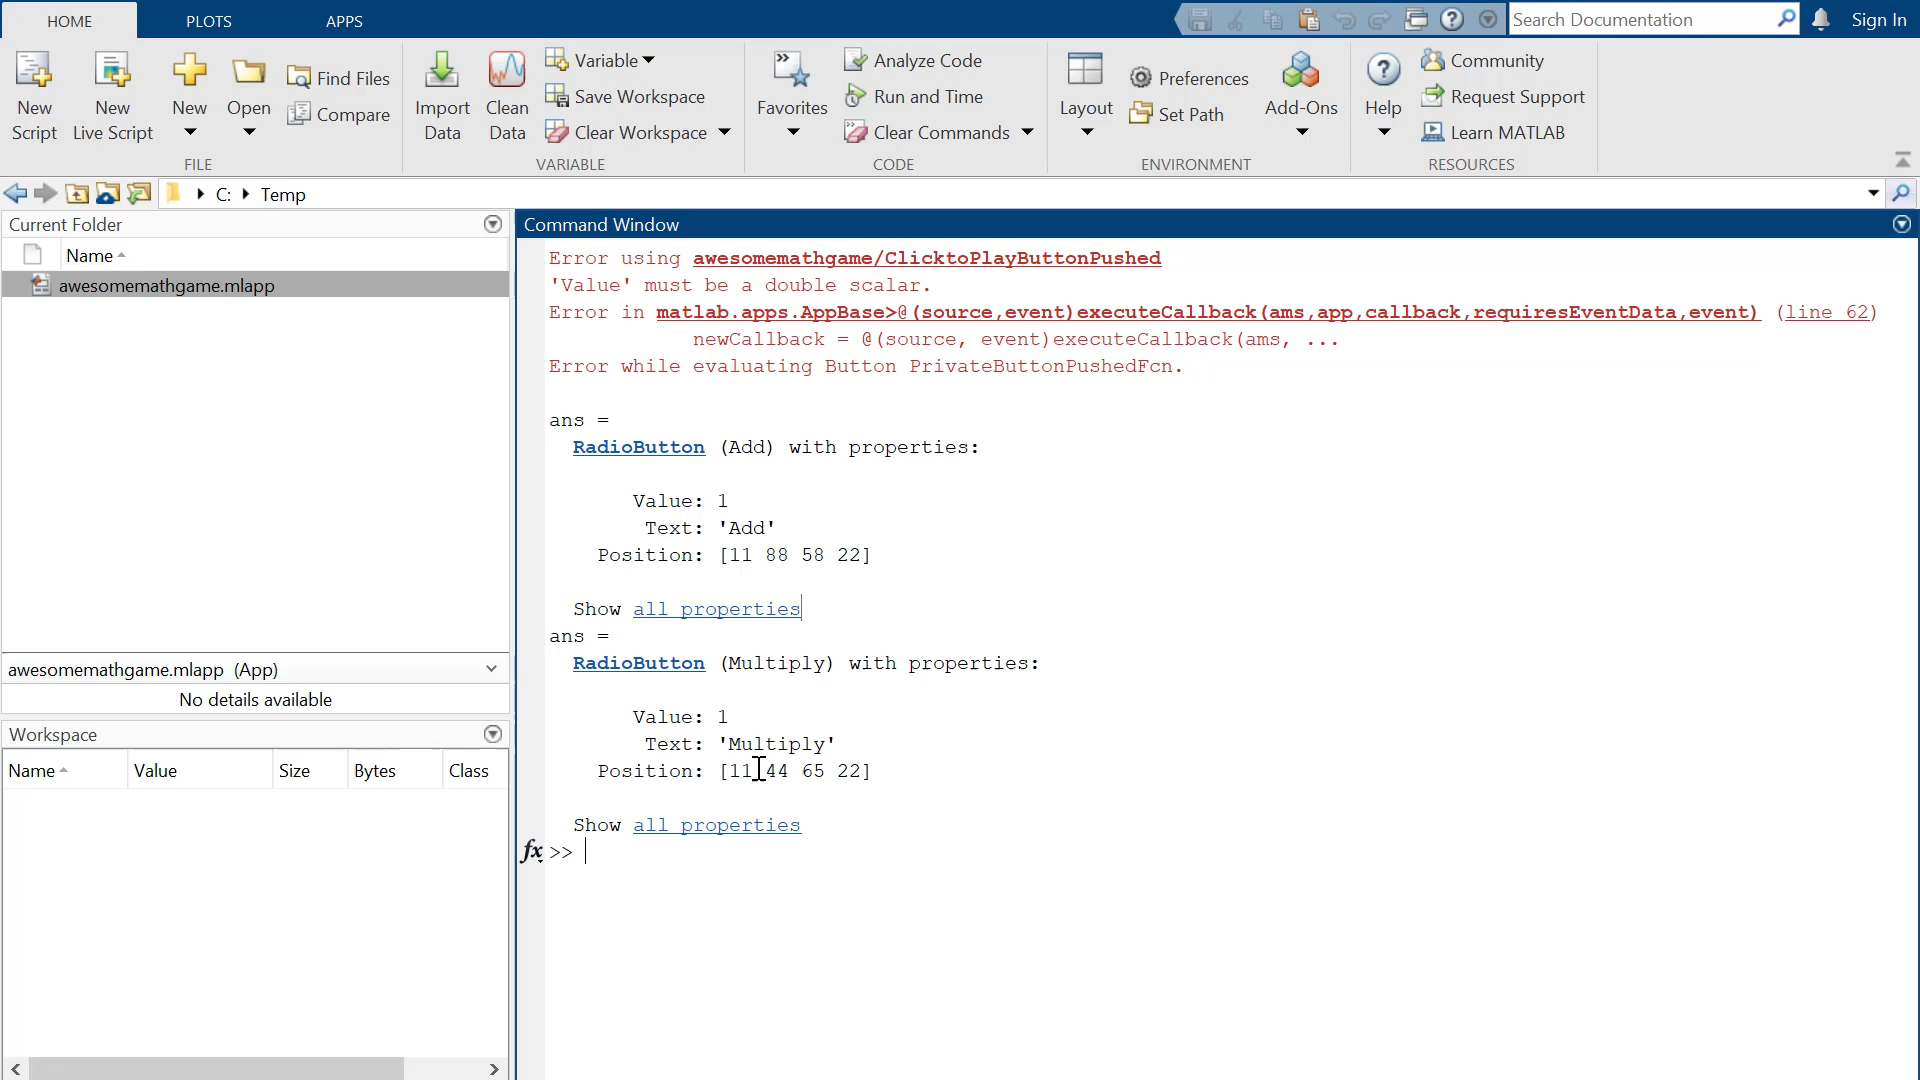 HOME PLOTS APPS
Search Documentation Sign In
New Script
New Live Script
New
Open
Find Files
Compare
FILE
Import Data
Clean Data
Variable
Save Workspace
Clear Workspace
VARIABLE
Favorites
Analyze Code
Run and Time
Clear Commands
CODE
Layout
Preferences
Set Path
Add-Ons
ENVIRONMENT
Help
Community
Request Support
Learn MATLAB
RESOURCES
C: Temp
Current Folder
Name
awesomemathgame.mlapp
awesomemathgame.mlapp (App)
No details available
Workspace
Name Value Size Bytes Class
Command Window
Error using awesomemathgame/ClicktoPlayButtonPushed
'Value' must be a double scalar.
Error in matlab.apps.AppBase>@(source,event)executeCallback(ams,app,callback,requiresEventData,event) (line 62)
newCallback = @(source, event)executeCallback(ams, ...
Error while evaluating Button PrivateButtonPushedFcn.
ans =
RadioButton (Add) with properties:
Value: 1
Text: 'Add'
Position: [11 88 58 22]
Show all properties
ans =
RadioButton (Multiply) with properties:
Value: 1
Text: 'Multiply'
Position: [11 44 65 22]
Show all properties
fx >>